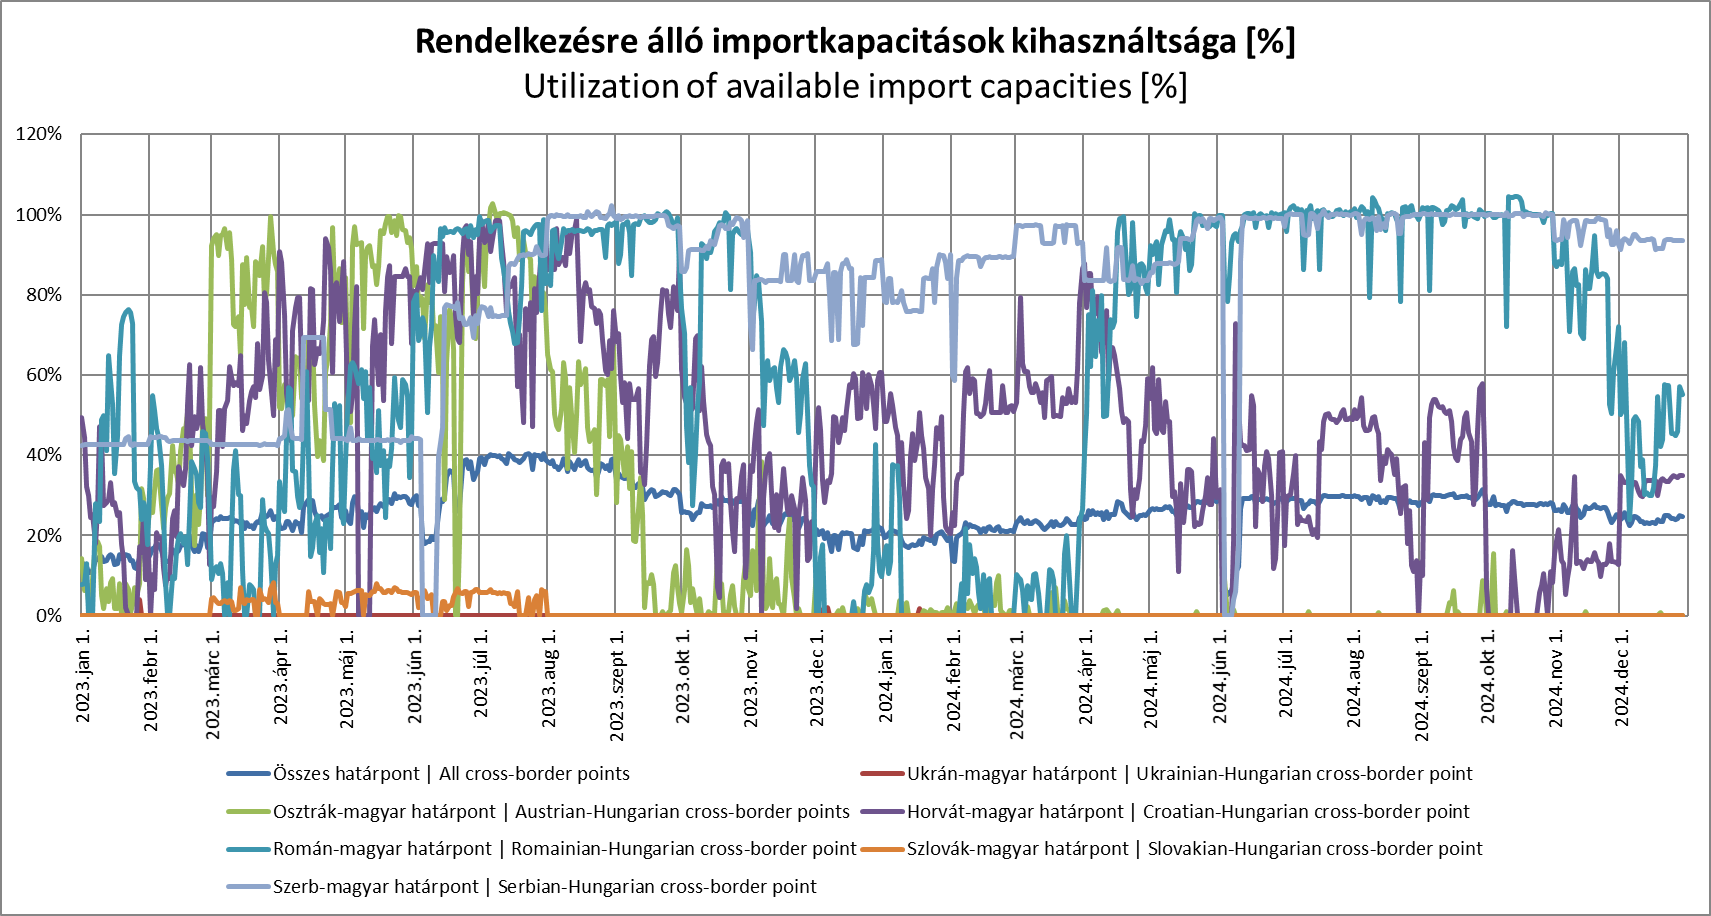 Rendelkezésre álló importkapacitások kihasználtsága [%]
Utilization of available import capacities [%]
120%
100%
80%
60%
40%
20%
0%
2023.jan 1.
2023.febr 1.
2023.márc 1.
2023.ápr 1.
2023.máj 1.
2023.jún 1.
2023.júl 1.
2023.aug 1.
2023.szept 1.
2023.okt 1.
2023.nov 1.
2023.dec 1.
2024.jan 1.
2024.febr 1.
2024.márc 1.
2024.ápr 1.
2024.máj 1.
2024.jún 1.
2024.júl 1.
2024.aug 1.
2024.szept 1.
2024.okt 1.
2024.nov 1.
2024.dec 1.
Összes határpont | All cross-border points
Ukrán-magyar határpont | Ukrainian-Hungarian cross-border point
Osztrák-magyar határpont | Austrian-Hungarian cross-border points
Horvát-magyar határpont | Croatian-Hungarian cross-border point
Román-magyar határpont | Romainian-Hungarian cross-border point
Szlovák-magyar határpont | Slovakian-Hungarian cross-border point
Szerb-magyar határpont | Serbian-Hungarian cross-border point